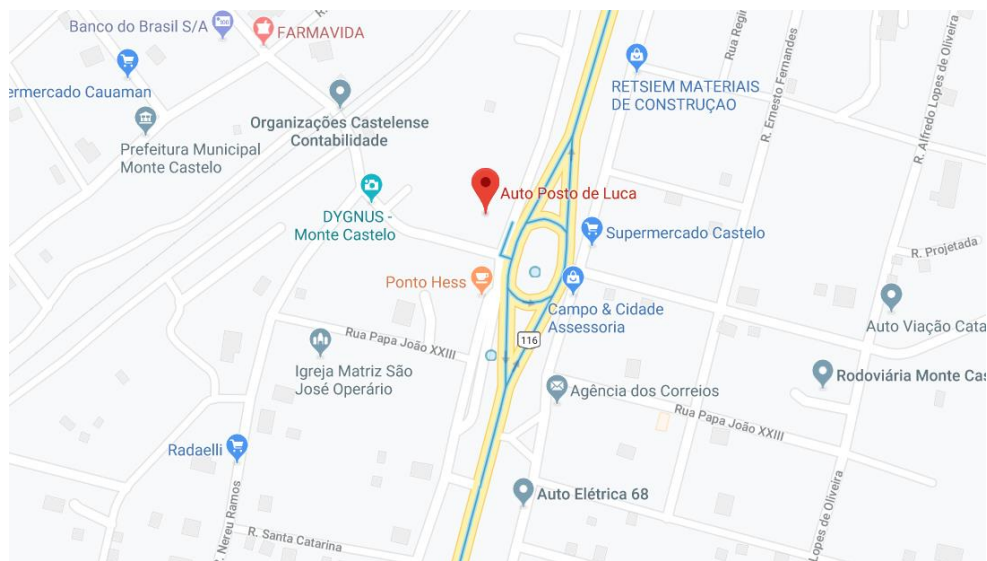 Banco do Brasil S/A
FARMAVIDA
R.
Rua Regi
R. Ernesto Fernandes
R. Alfredo Lopes de Oliveira
ermercado Cauaman
RETSIEM MATERIAIS
DE CONSTRUÇAO
Organizações Castelense
Contabilidade
Prefeitura Municipal
Monte Castelo
Auto Posto de Luca
DYGNUS -
Monte Castelo
Supermercado Castelo
R. Projetada
Ponto Hess
Campo & Cidade
Assessoria
Auto Viação Cata
Rua Papa João XXIII
116
Igreja Matriz São
José Operário
Rodoviária Monte Cas
Agência dos Correios
Rua Papa João XXIII
Radaelli
Auto Elétrica 68
R. Nereu Ramos
R. Santa Catarina
Lopes de Oliveira